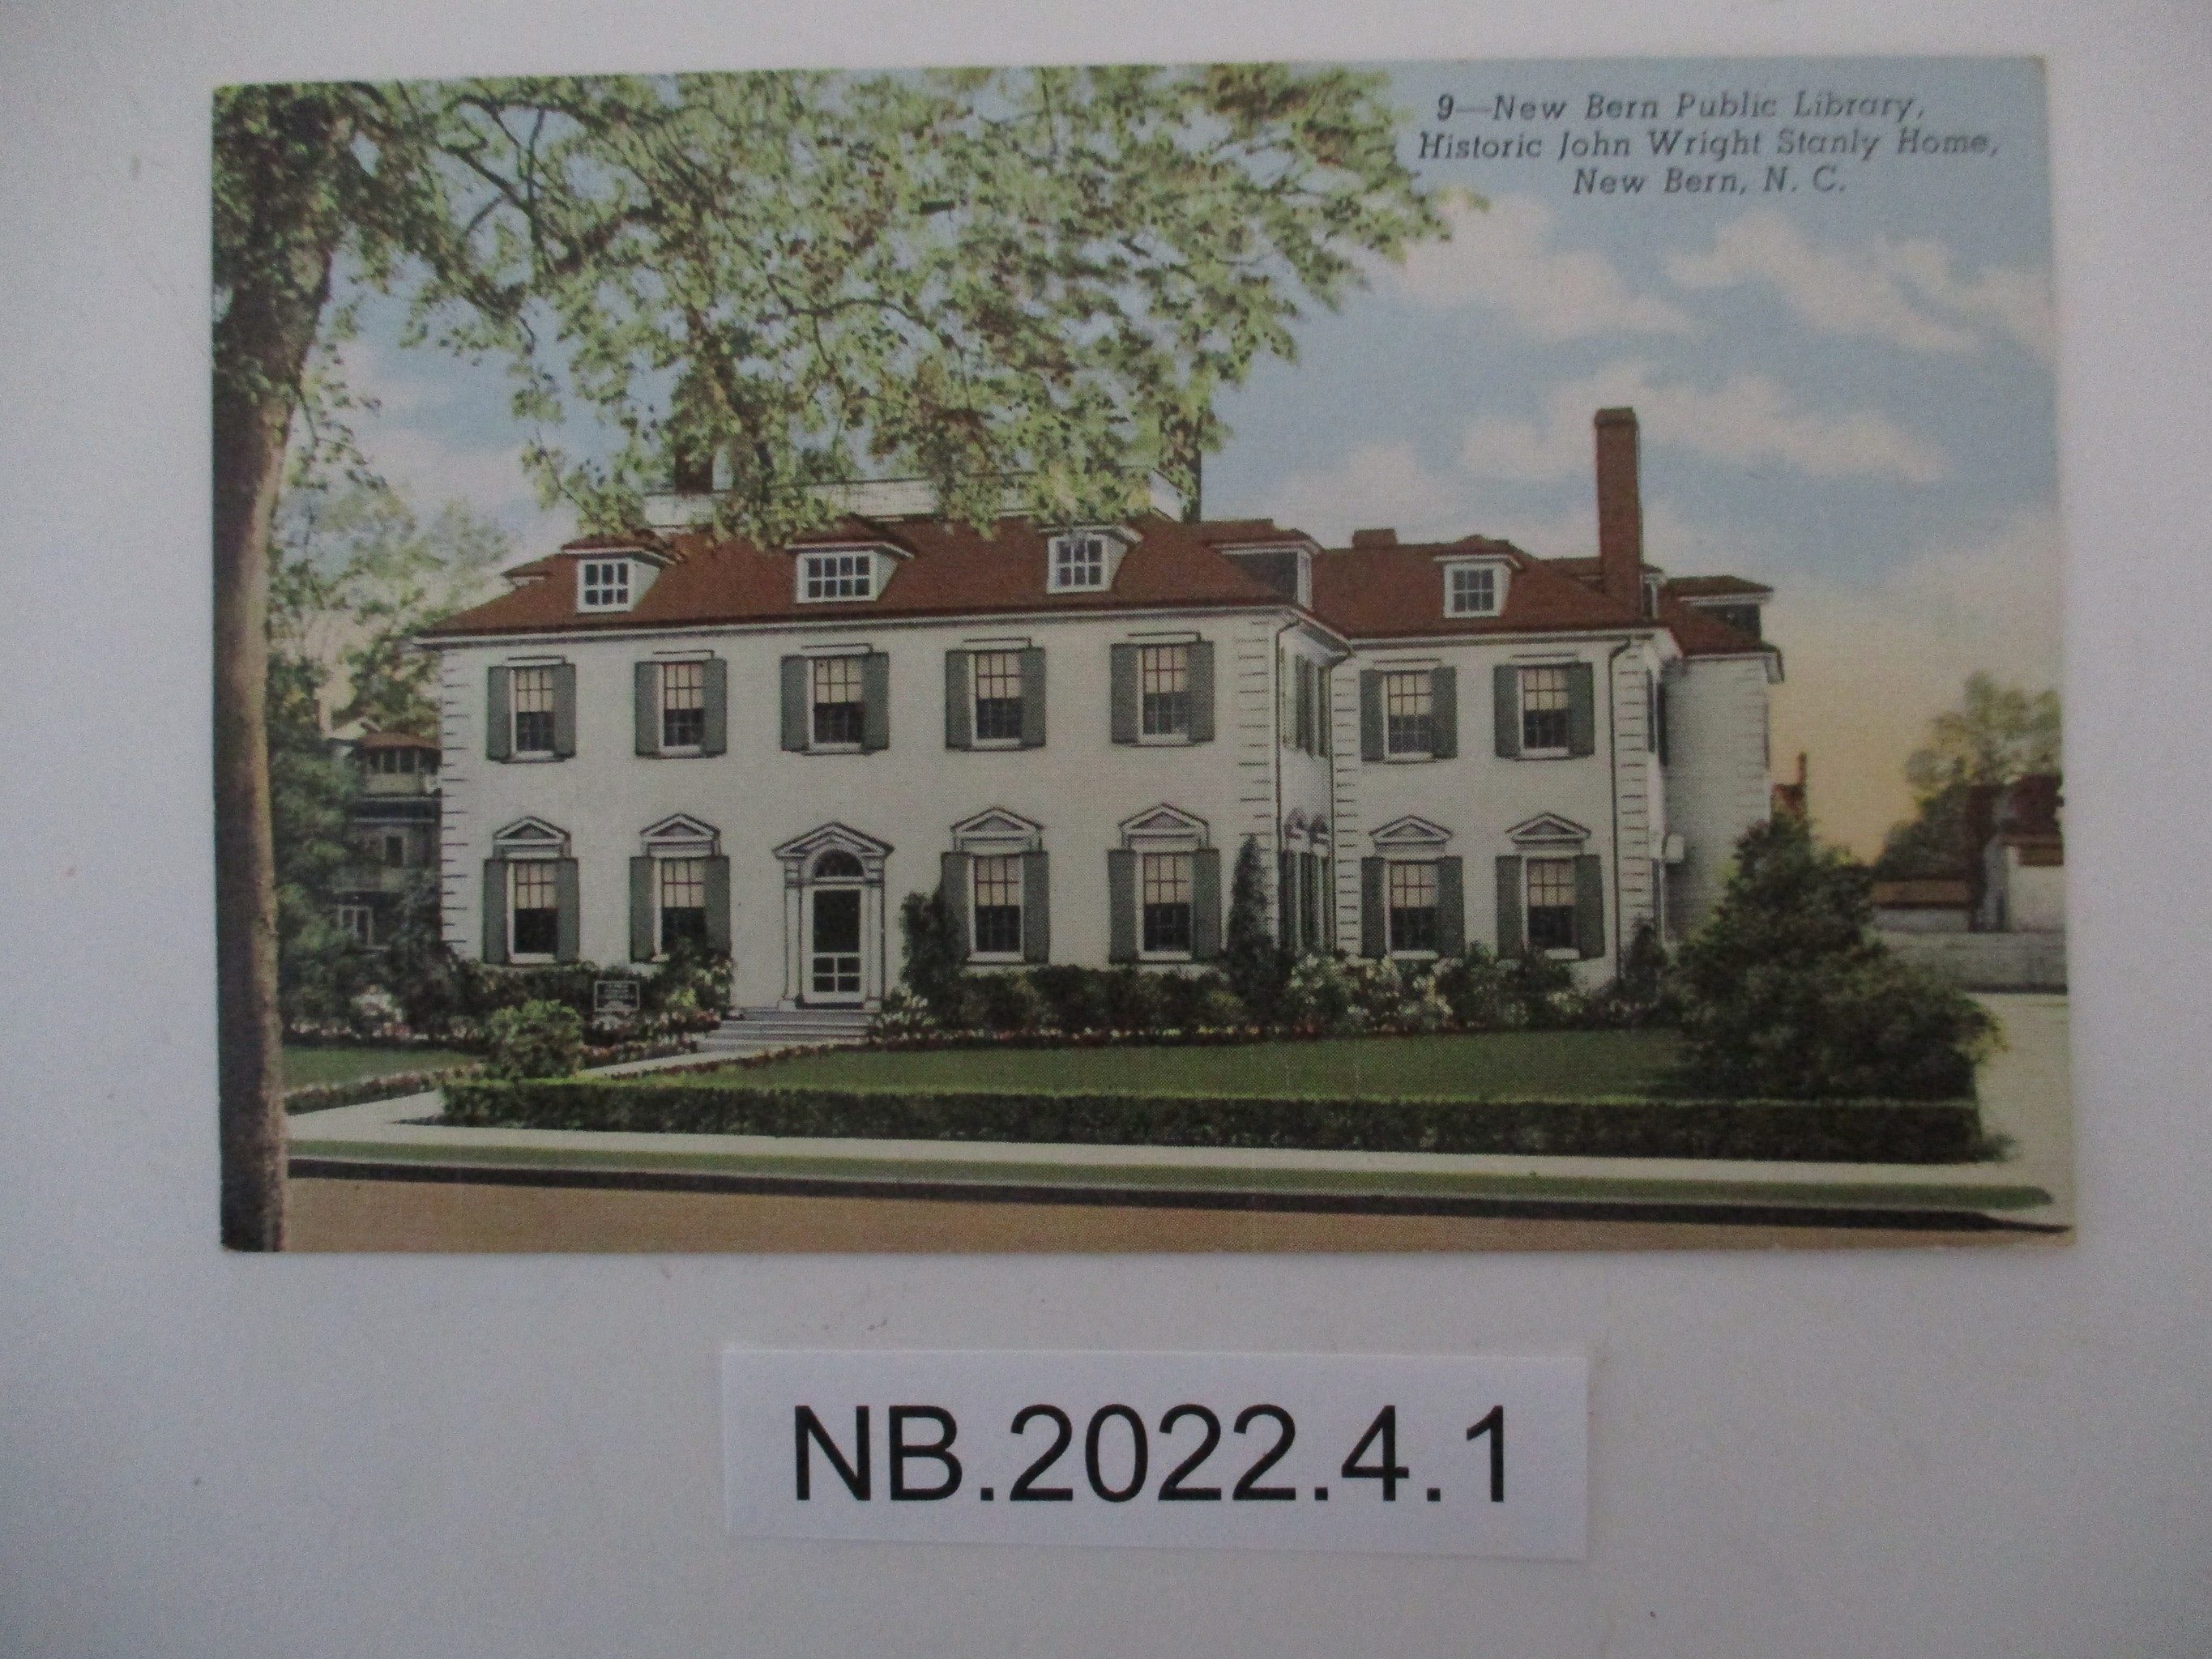 9—New Bern Public Library,
Historic John Wright Stanly Home,
New Bern, N. C.
NB.2022.4.1